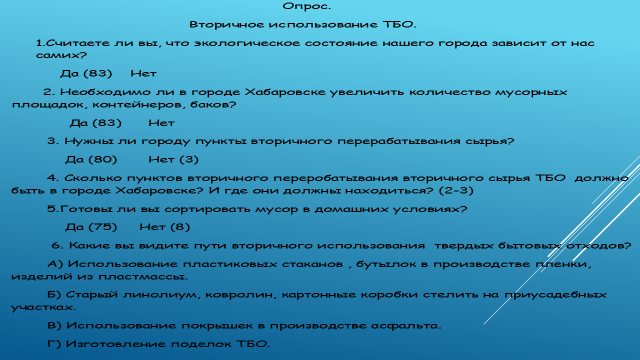 Опрос.
Вторичное использование ТБО.
1.Считаете ли вы, что экологическое состояние нашего города зависит от нас
самих?
Да (83) Нет
2. Необходимо ли в городе Хабаровске увеличить количество мусорных
площадок, контейнеров, баков?
Да (83) Нет
3. Нужны ли городу пункты вторичного перерабатывания сырья?
Да (80) Нет (3)
4. Сколько пунктов вторичного переробатывания вторичного сырья ТБО должно
быть в городе Хабаровске? И где они должны находиться? (2-3)
5.Готовы ли вы сортировать мусор в домашних условиях?
Да (75) Нет (8)
6. Какие вы видите пути вторичного использования твердых бытовых отходов?
А) Использование пластиковых стаканов , бутылок в производстве пленки,
изделий из пластмассы.
Б) Старый линолиум, ковролин, картонные коробки стелить на приусадебных
участках.
В) Использование покрышек в производстве асфальта.
Г) Изготовление поделок ТБО.